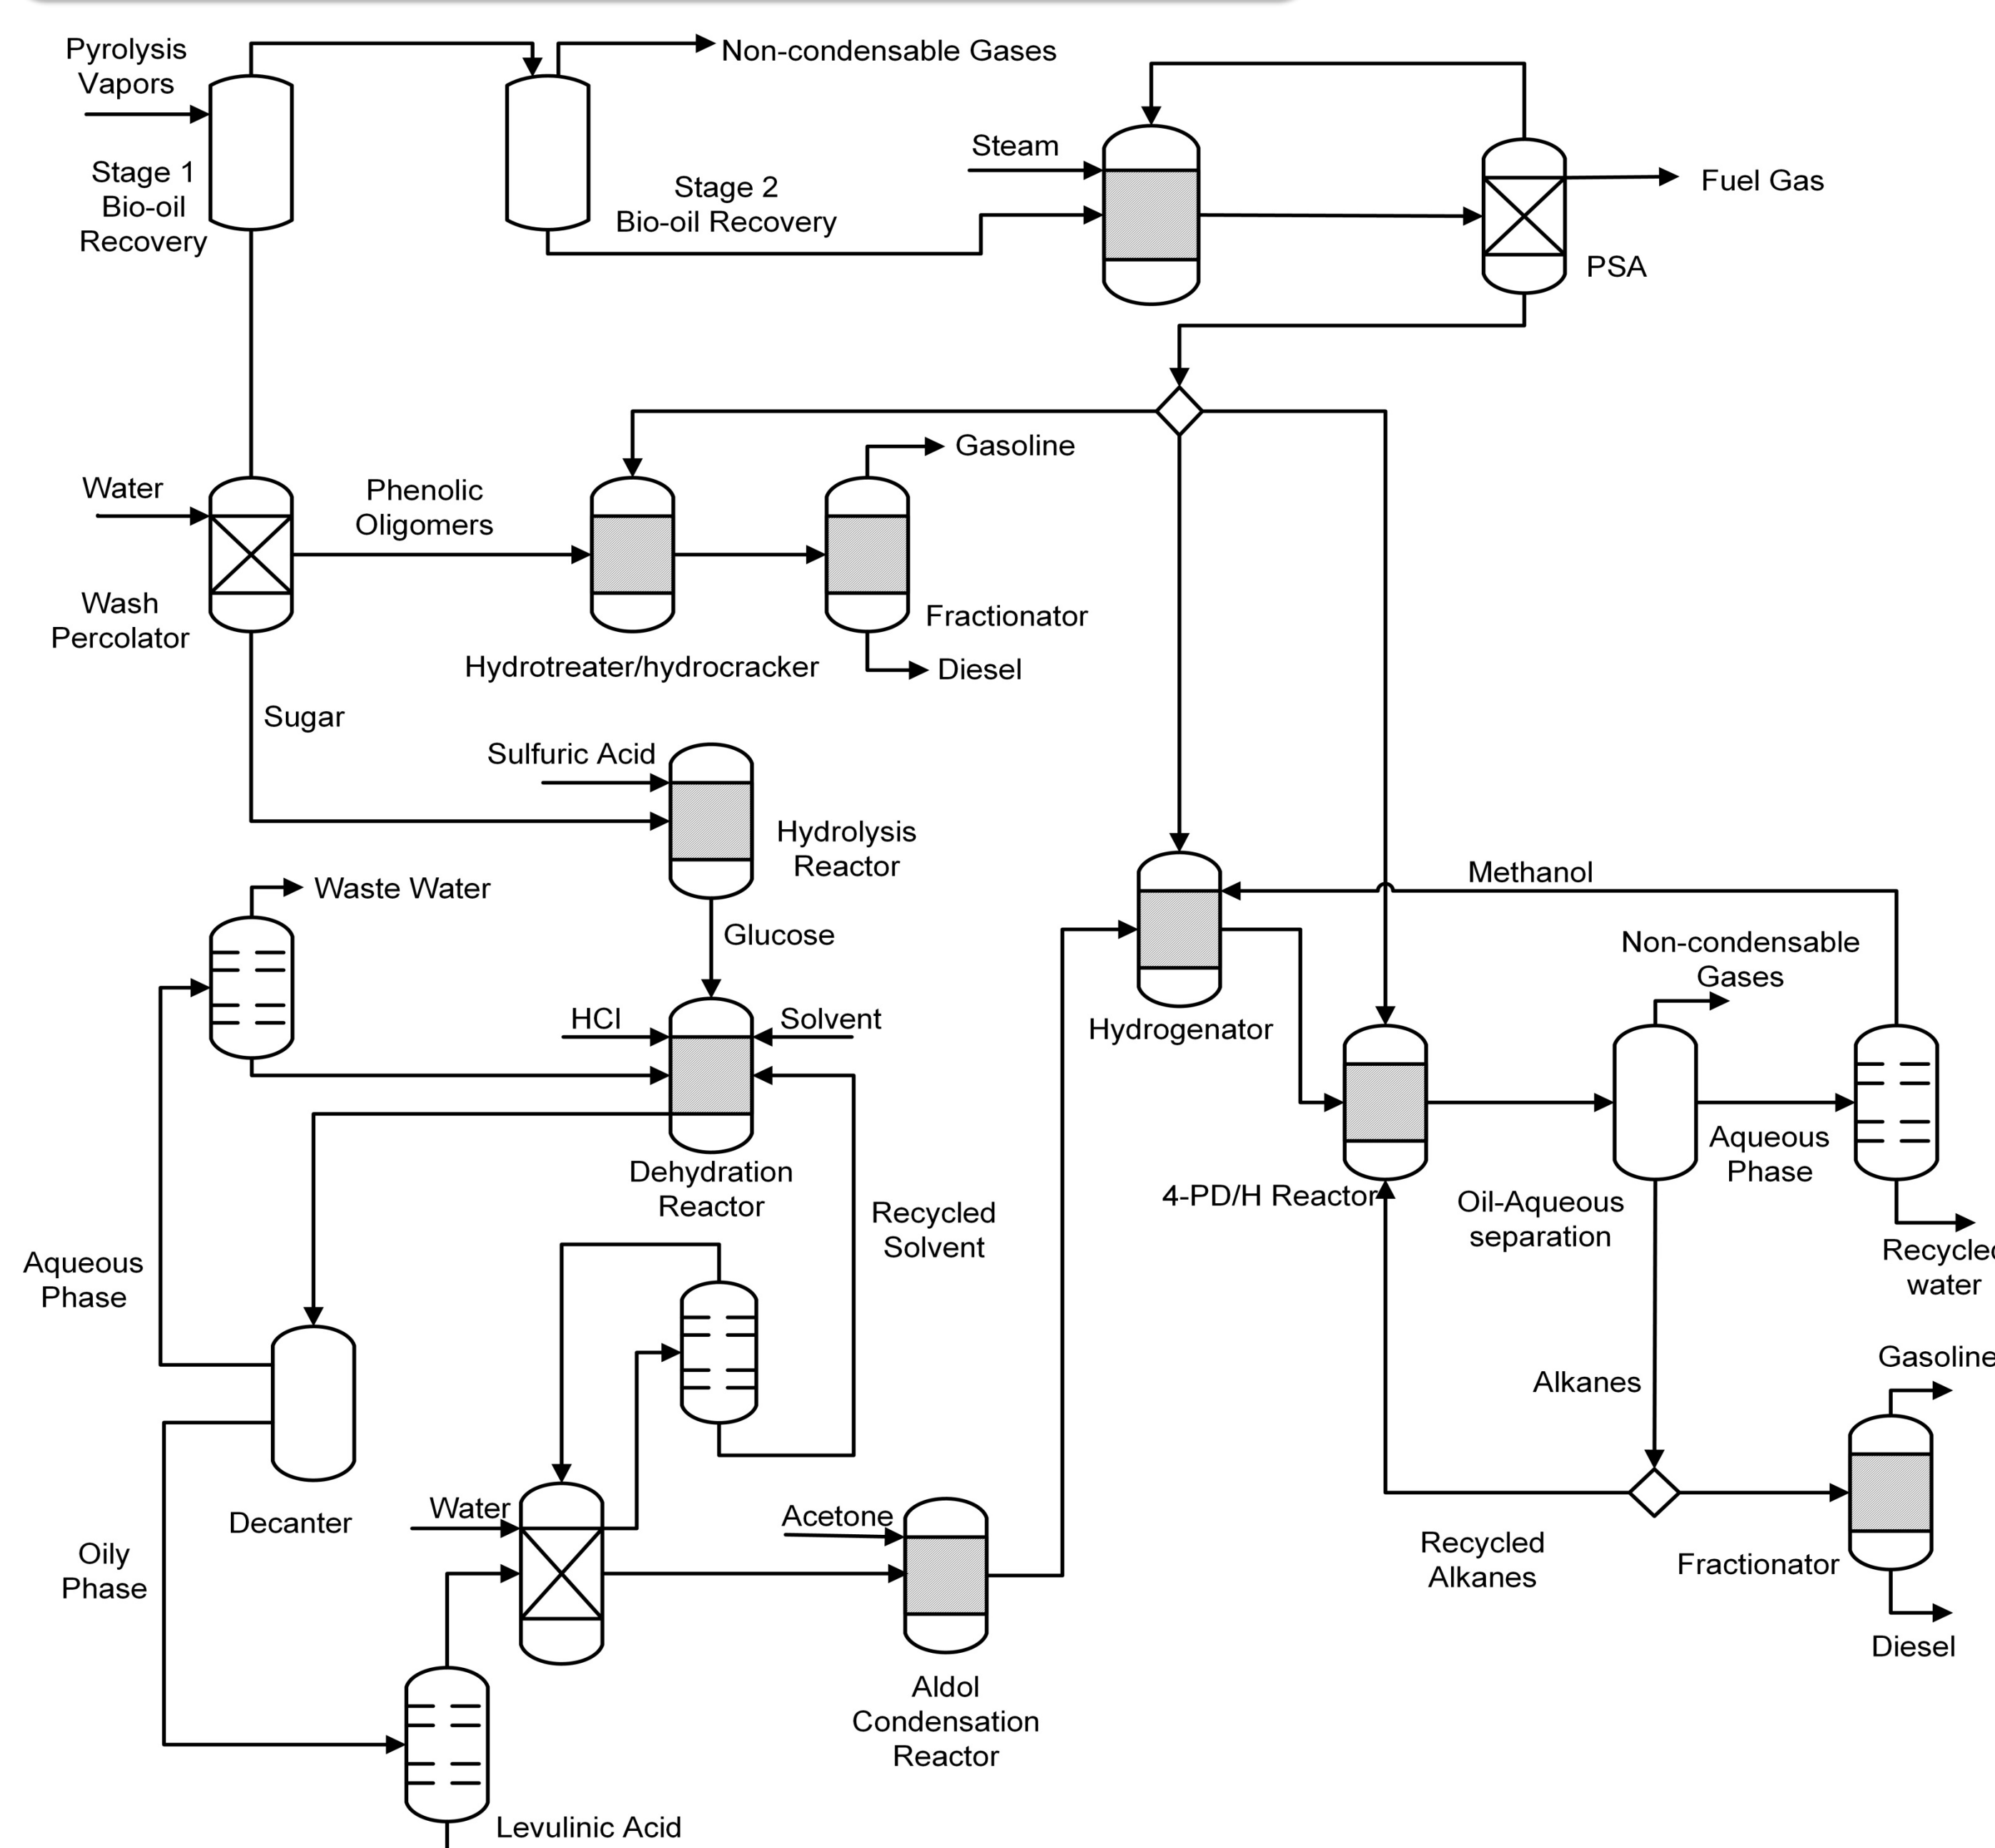 Pyrolysis
Vapors
Non-condensable Gases
Stage 1
Bio-oil
Recovery
Stage 2
Bio-oil Recovery
Steam
Fuel Gas
PSA
Water
Wash
Percolator
Phenolic
Oligomers
Gasoline
Fractionator
Hydrotreater/hydrocracker
Diesel
Sugar
Sulfuric Acid
Hydrolysis
Reactor
Waste Water
Glucose
Methanol
Non-condensable
Gases
HCl
Solvent
Hydrogenator
Dehydration
Reactor
Recycled
Solvent
4-PD/H Reactor
Oil-Aqueous
separation
Aqueous
Phase
Recycled
water
Aqueous
Phase
Gasoline
Alkanes
Decanter
Water
Acetone
Oily
Phase
Recycled
Alkanes
Fractionator
Diesel
Aldol
Condensation
Reactor
Levulinic Acid